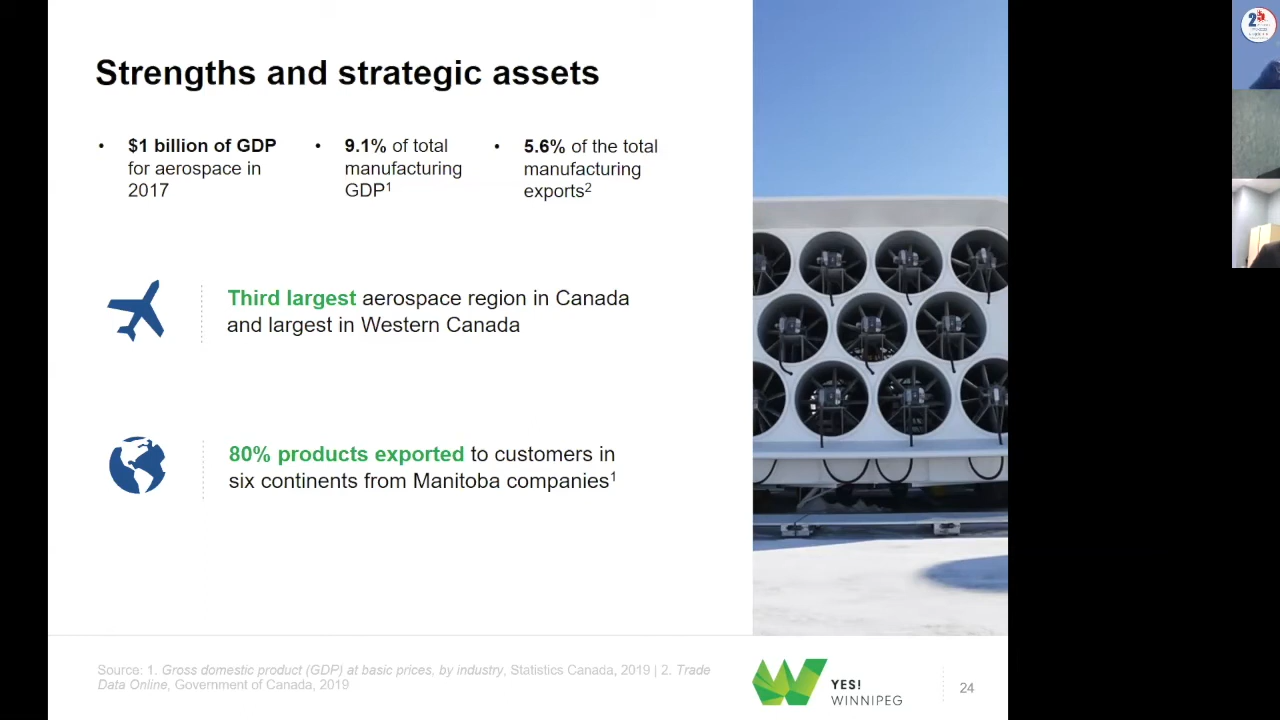 Strengths and strategic assets
• $1 billion of GDP
for aerospace in
2017
• 9.1% of total
manufacturing
GDP1
• 5.6% of the total
manufacturing
exports2
Third largest aerospace region in Canada
and largest in Western Canada
80% products exported to customers in
six continents from Manitoba companies1
Source: 1. Gross domestic product (GDP) at basic prices, by industry, Statistics Canada, 2019 | 2. Trade
Data Online, Government of Canada, 2019
YES!
WINNIPEG
24